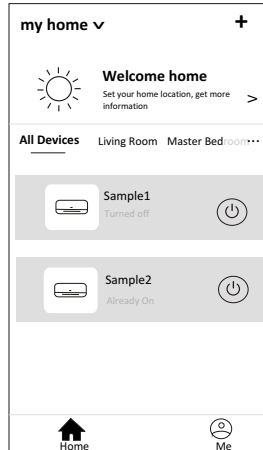 my home
Welcome home
Set your home location, get more
information
All Devices Living Room Master Bedroom ···
Sample1
Turned off
Sample2
Already On
Home Me